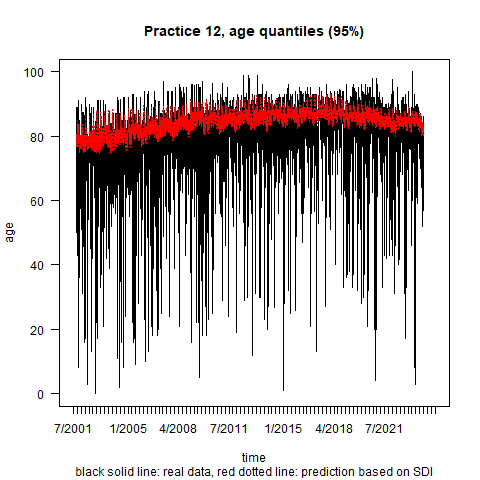 Practice 12, age quantiles (95%)
100
80
60
40
20
0
age
7/2001 1/2005 4/2008 7/2011 1/2015 4/2018 7/2021
time
black solid line: real data, red dotted line: prediction based on SDI